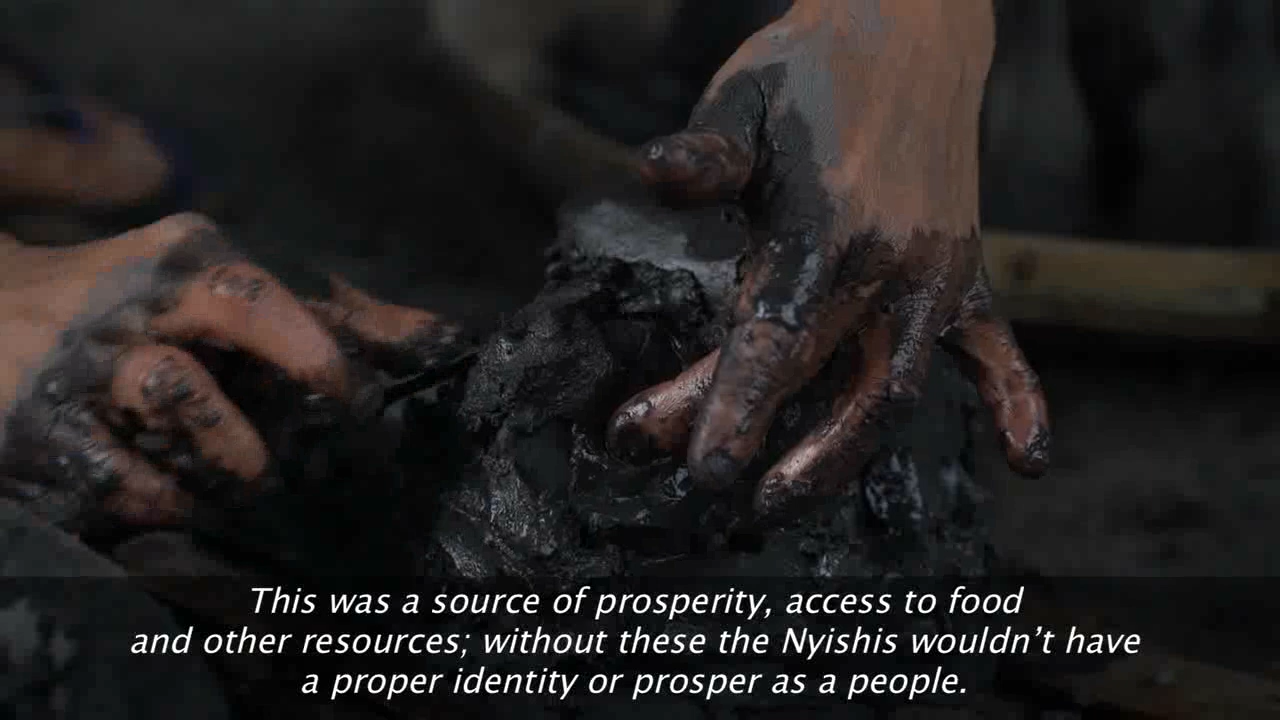 This was a source of prosperity, access to food
and other resources; without these the Nyishis wouldn’t have
a proper identity or prosper as a people.